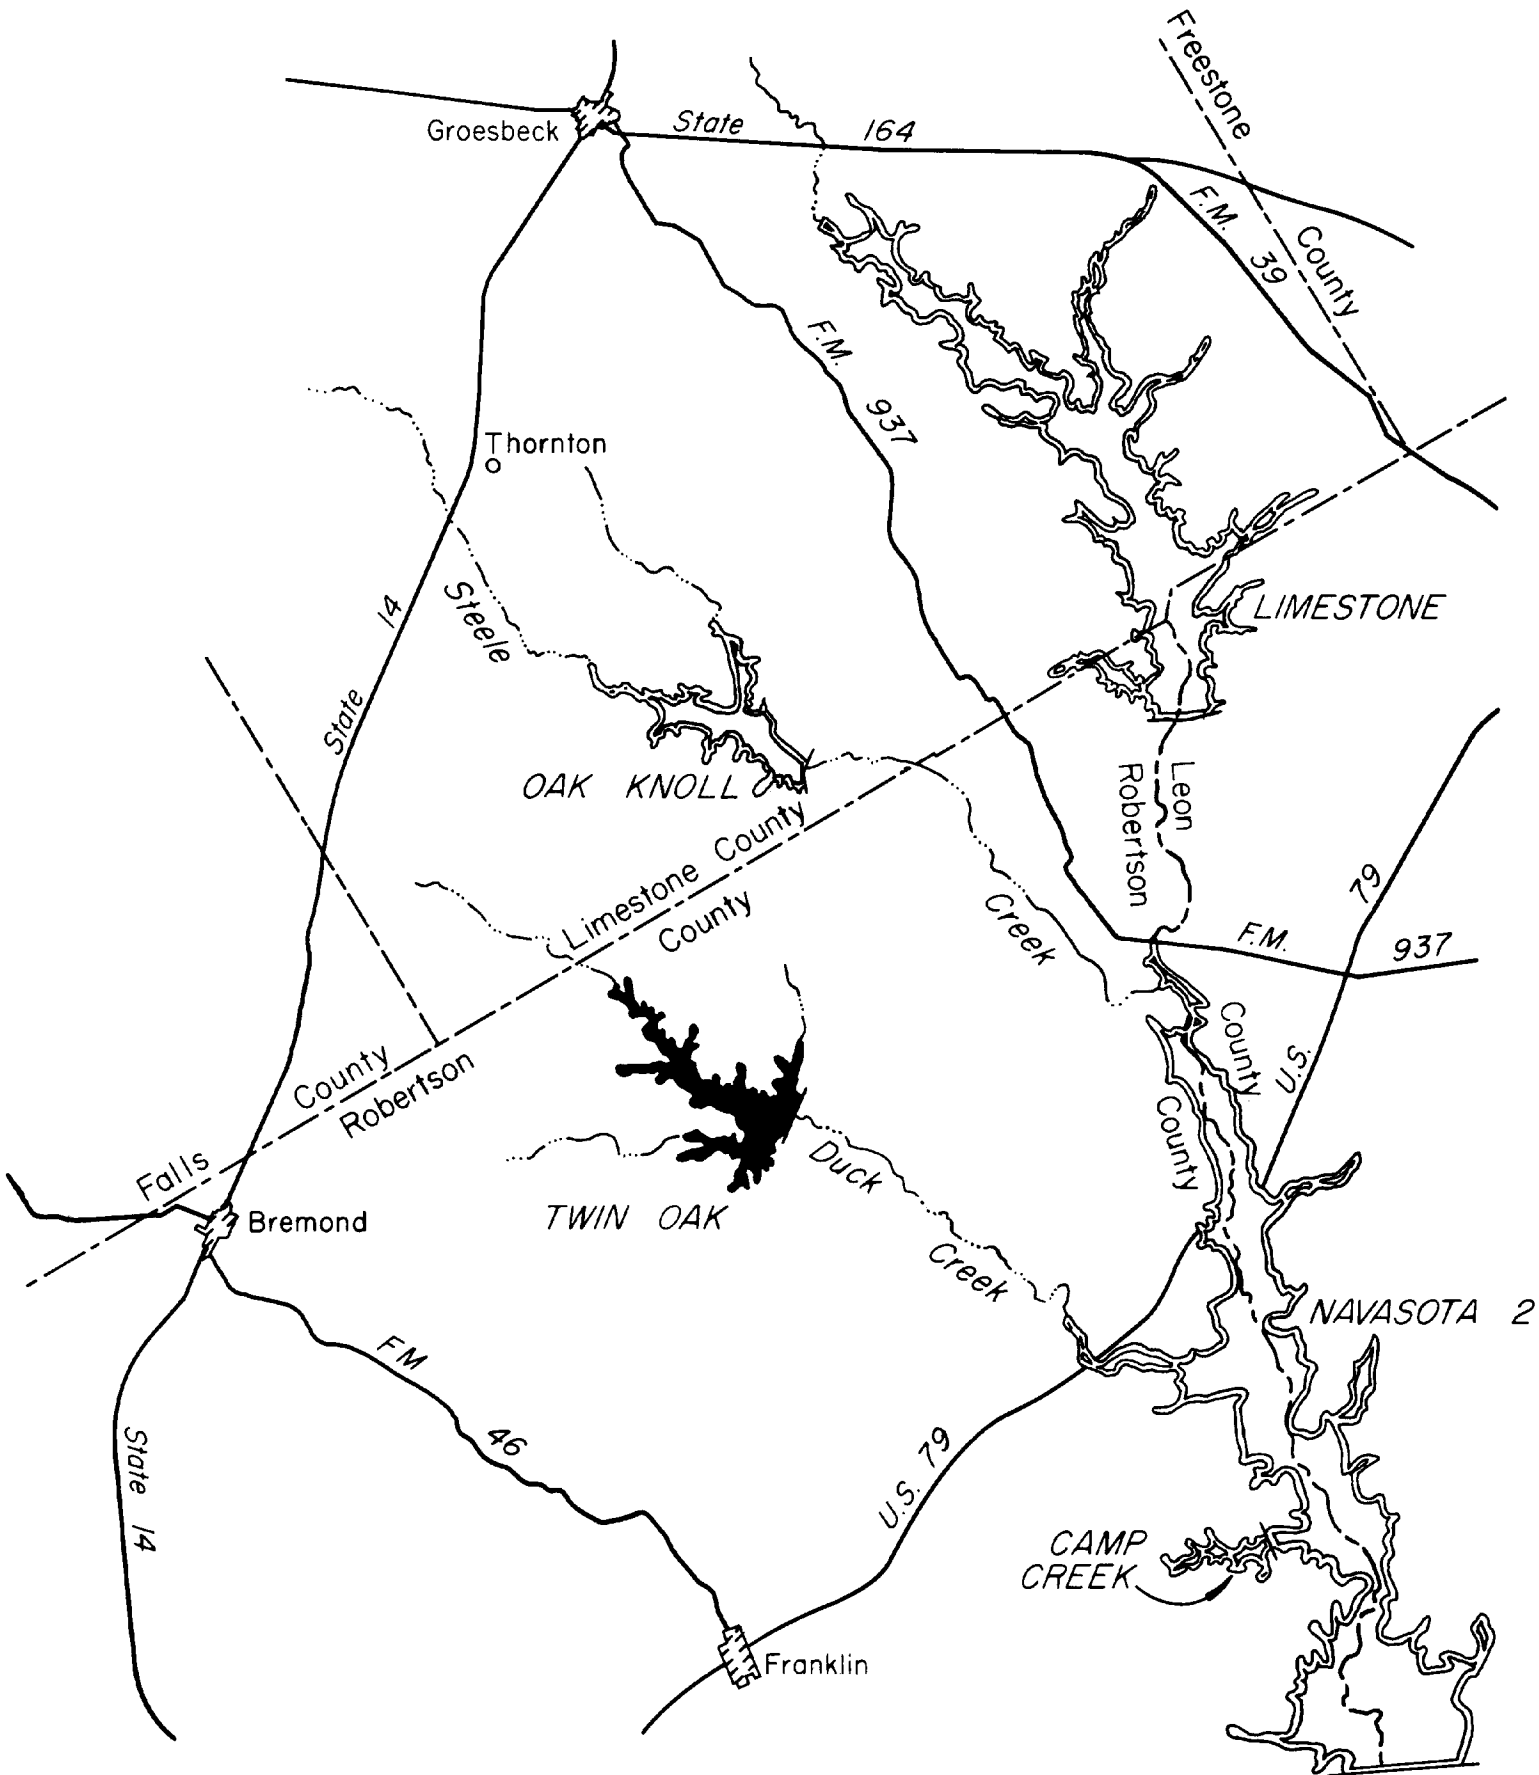 Freestone
County
Groesbeck
State 164
F.M. 39
F.M. 937
Thornton
Steele
14
State
LIMESTONE
OAK KNOLL
Leon
Robertson
Limestone County
County
Creek
79
F.M. 937
County
Robertson
County
County
U.S.
Falls
Duck
Creek
Bremond
TWIN OAK
NAVASOTA 2
FM
46
State 14
U.S. 79
CAMP
CREEK
Franklin